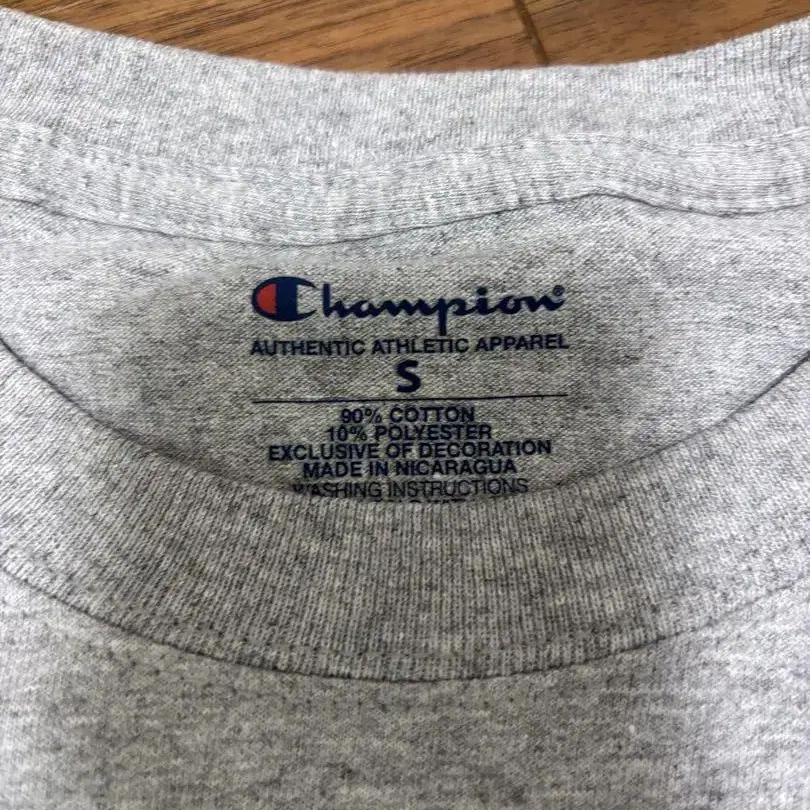 Champion®
AUTHENTIC ATHLETIC APPAREL
S
90% COTTON
10% POLYESTER
EXCLUSIVE OF DECORATION
MADE IN NICARAGUA
WASHING INSTRUCTIONS